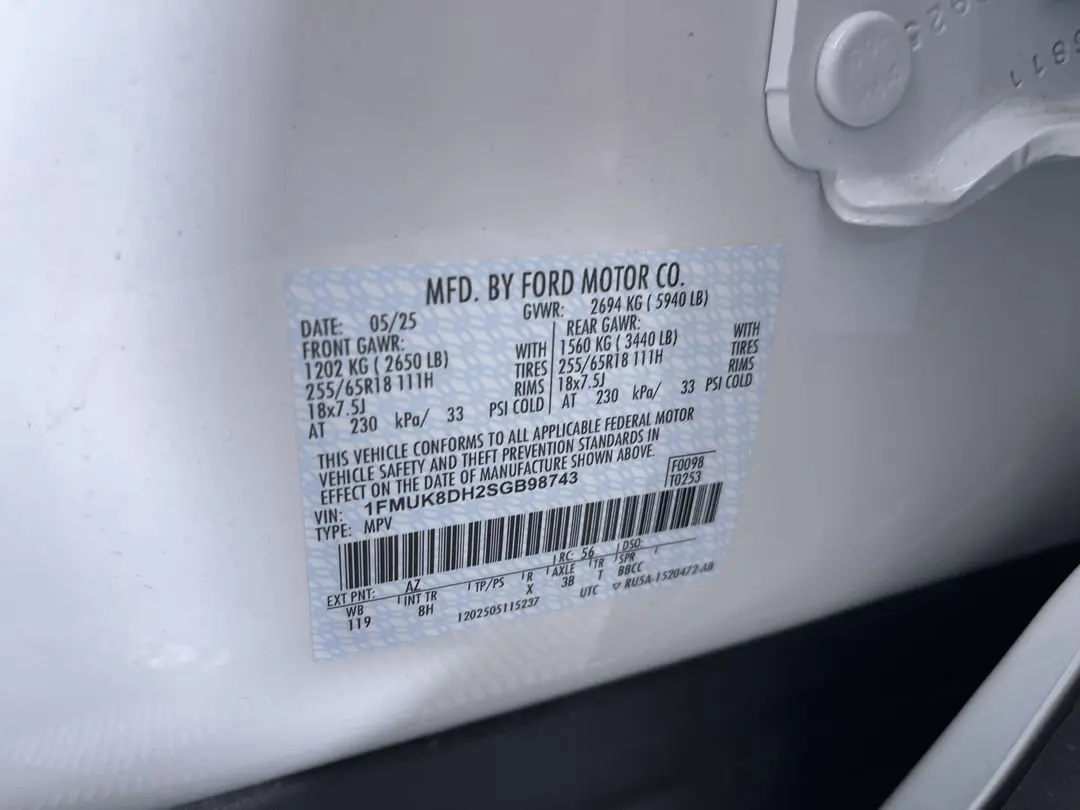 MFD. BY FORD MOTOR CO.
DATE: 05/25 GVWR: 2694 KG ( 5940 LB)
FRONT GAWR: REAR GAWR:
1202 KG ( 2650 LB) WITH 1560 KG ( 3440 LB) WITH
255/65R18 111H TIRES 255/65R18 111H TIRES
18x7.5J RIMS 18x7.5J RIMS
AT 230 kPa/ 33 PSI COLD AT 230 kPa/ 33 PSI COLD
THIS VEHICLE CONFORMS TO ALL APPLICABLE FEDERAL MOTOR
VEHICLE SAFETY AND THEFT PREVENTION STANDARDS IN
EFFECT ON THE DATE OF MANUFACTURE SHOWN ABOVE.
F0098
VIN: 1FMUK8DH2SGB98743 T0253
TYPE: MPV
EXT PNT: AZ RC: 56 DSO:
WB INT TR TP/PS R AXLE TR SPR
119 8H X 3B T BBCC
1202505115237 UTC ▽ RU5A-1520472-AB